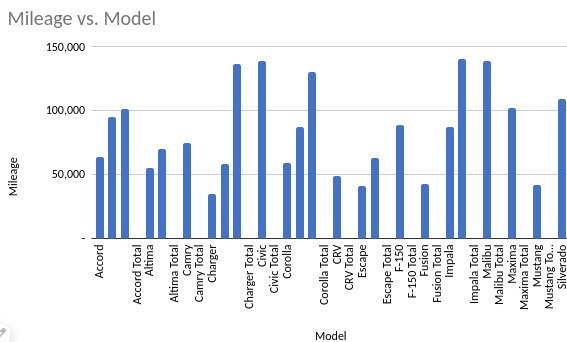 Mileage vs. Model
150,000
100,000
50,000
-
Mileage
Accord
Accord Total
Altima
Altima Total
Camry
Camry Total
Charger
Charger Total
Civic
Civic Total
Corolla
Corolla Total
CRV
CRV Total
Escape
Escape Total
F-150
F-150 Total
Fusion
Fusion Total
Impala
Impala Total
Malibu
Malibu Total
Maxima
Maxima Total
Mustang
Mustang To...
Silverado
Model